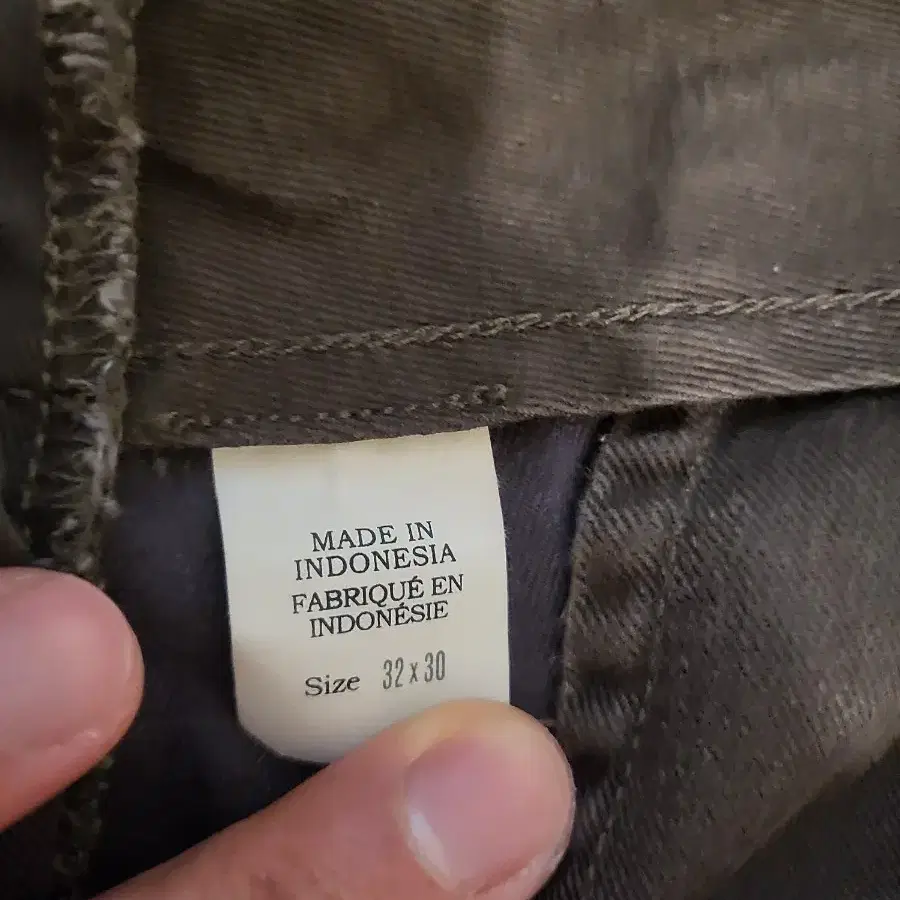 MADE IN
INDONESIA
FABRIQUÉ EN
INDONÉSIE
Size 32 x 30